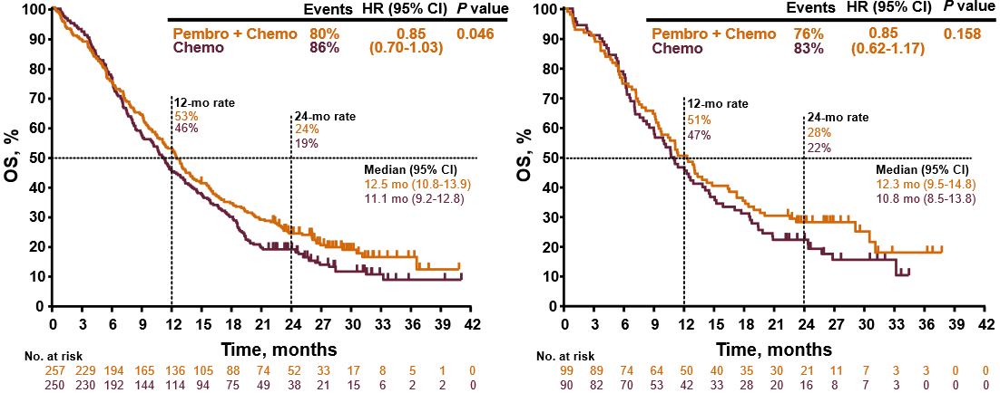 Events HR (95% CI) P value
Pembro + Chemo 80% 0.85 0.046
Chemo 86% (0.70-1.03)
100
90
80
70
60
50
40
30
20
10
0
OS, %
12-mo rate
53%
46%
24-mo rate
24%
19%
Median (95% CI)
12.5 mo (10.8-13.9)
11.1 mo (9.2-12.8)
0 3 6 9 12 15 18 21 24 27 30 33 36 39 42
Time, months
No. at risk
257 229 194 165 136 105 88 74 52 33 17 8 5 1 0
250 230 192 144 114 94 75 49 38 21 15 6 2 2 0
Events HR (95% CI) P value
Pembro + Chemo 76% 0.85 0.158
Chemo 83% (0.62-1.17)
100
90
80
70
60
50
40
30
20
10
0
OS, %
12-mo rate
51%
47%
24-mo rate
28%
22%
Median (95% CI)
12.3 mo (9.5-14.8)
10.8 mo (8.5-13.8)
0 3 6 9 12 15 18 21 24 27 30 33 36 39 42
Time, months
No. at risk
99 89 74 64 50 40 35 30 21 11 7 3 3 0 0
90 82 70 53 42 33 28 20 16 8 7 3 0 0 0